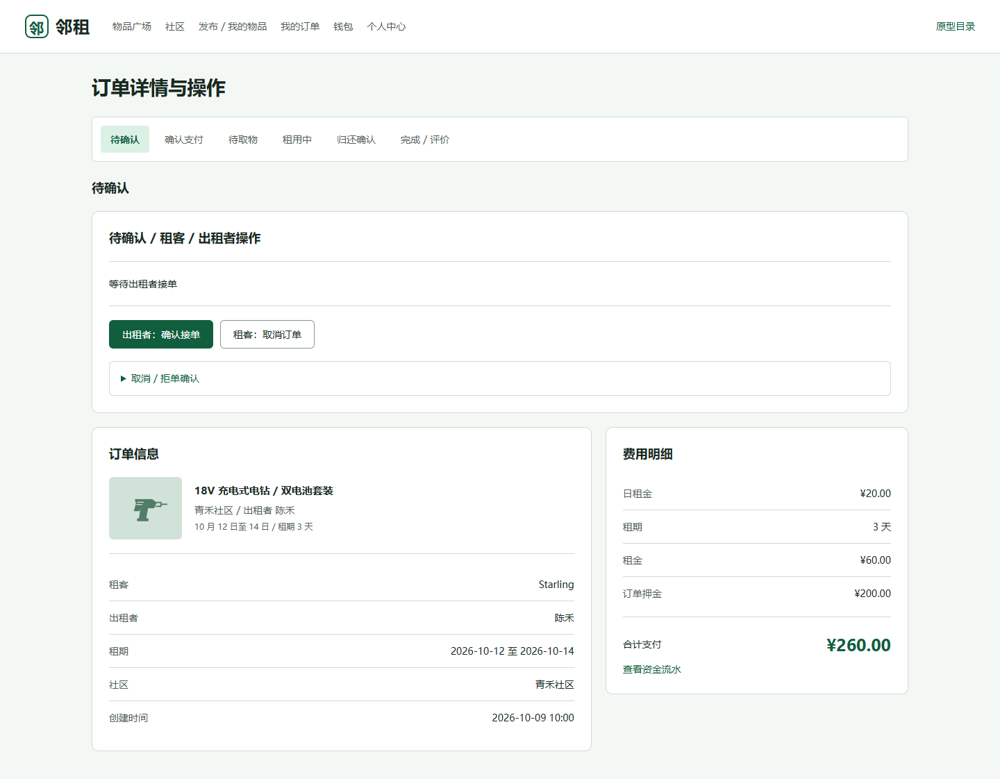 邻 邻租 物品广场 社区 发布 / 我的物品 我的订单 钱包 个人中心 原型目录
订单详情与操作
待确认 确认支付 待取物 租用中 归还确认 完成 / 评价
待确认
待确认 / 租客 / 出租者操作
等待出租者接单
出租者：确认接单 租客：取消订单
▶ 取消 / 拒单确认
订单信息
18V 充电式电钻 / 双电池套装
青禾社区 / 出租者 陈禾
10 月 12 日至 14 日 / 租期 3 天
租客 Starling
出租者 陈禾
租期 2026-10-12 至 2026-10-14
社区 青禾社区
创建时间 2026-10-09 10:00
费用明细
日租金 ¥20.00
租期 3 天
租金 ¥60.00
订单押金 ¥200.00
合计支付 ¥260.00
查看资金流水